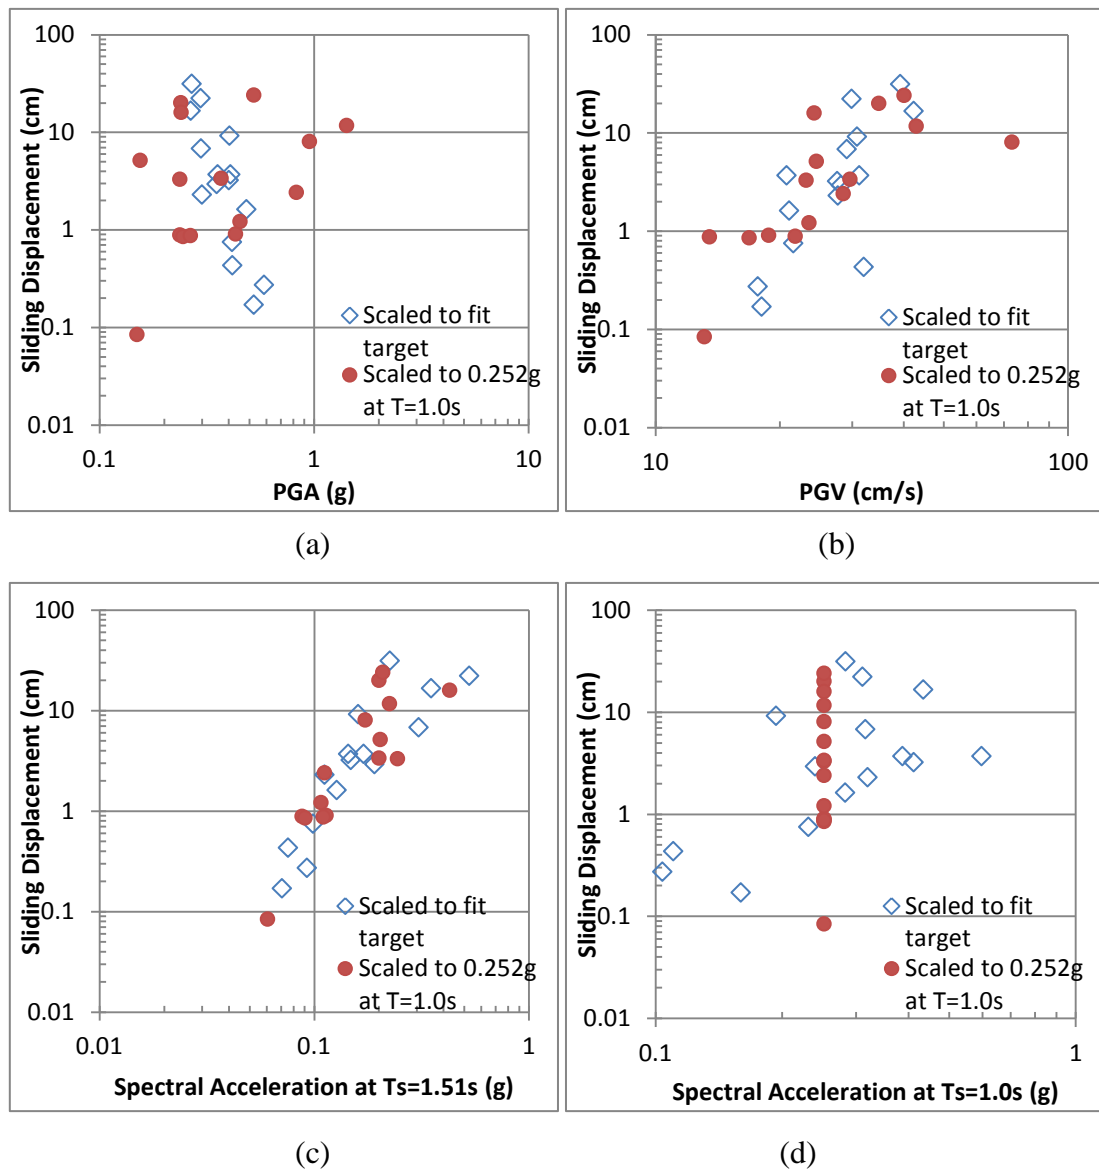 100
10
1
0.1
0.01
Sliding Displacement (cm)
0.1
1
10
PGA (g)
Scaled to fit
target
Scaled to 0.252g
at T=1.0s
(a)
100
10
1
0.1
0.01
Sliding Displacement (cm)
10
100
PGV (cm/s)
Scaled to fit
target
Scaled to 0.252g
at T=1.0s
(b)
100
10
1
0.1
0.01
Sliding Displacement (cm)
0.01
0.1
1
Spectral Acceleration at Ts=1.51s (g)
Scaled to fit
target
Scaled to 0.252g
at T=1.0s
(c)
100
10
1
0.1
0.01
Sliding Displacement (cm)
0.1
1
Spectral Acceleration at Ts=1.0s (g)
Scaled to fit
target
Scaled to 0.252g
at T=1.0s
(d)